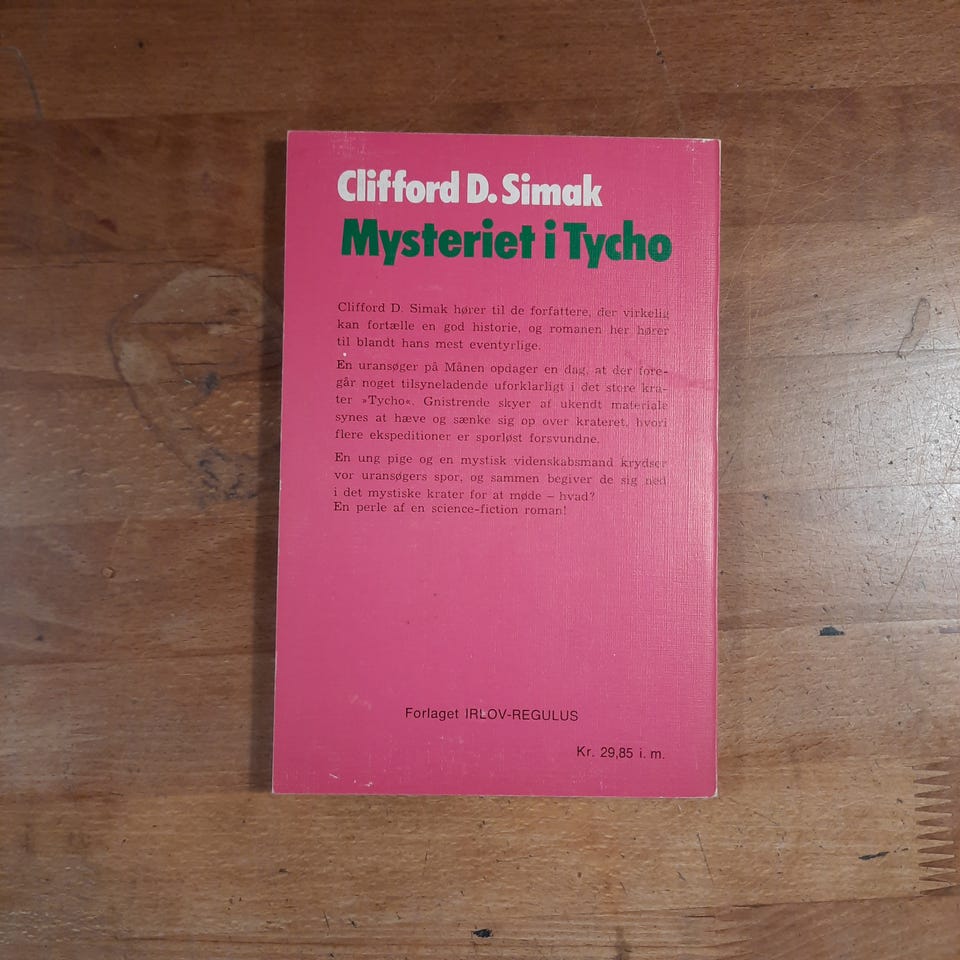 Clifford D. Simak
Mysteriet i Tycho
Clifford D. Simak hører til de forfattere, der virkelig
kan fortælle en god historie, og romanen her hører
til blandt hans mest eventyrlige.
En uransøger på Månen opdager en dag, at der fore-
går noget tilsyneladende uforklarligt i det store kra-
ter »Tycho«. Gnistrende skyer af ukendt materiale
synes at hæve og sænke sig op over krateret, hvori
flere ekspeditioner er sporløst forsvundne.
En ung pige og en mystisk videnskabsmand krydser
vor uransøgers spor, og sammen begiver de sig ned
i det mystiske krater for at møde – hvad?
En perle af en science-fiction roman!
Forlaget IRLOV-REGULUS
Kr. 29,85 i. m.